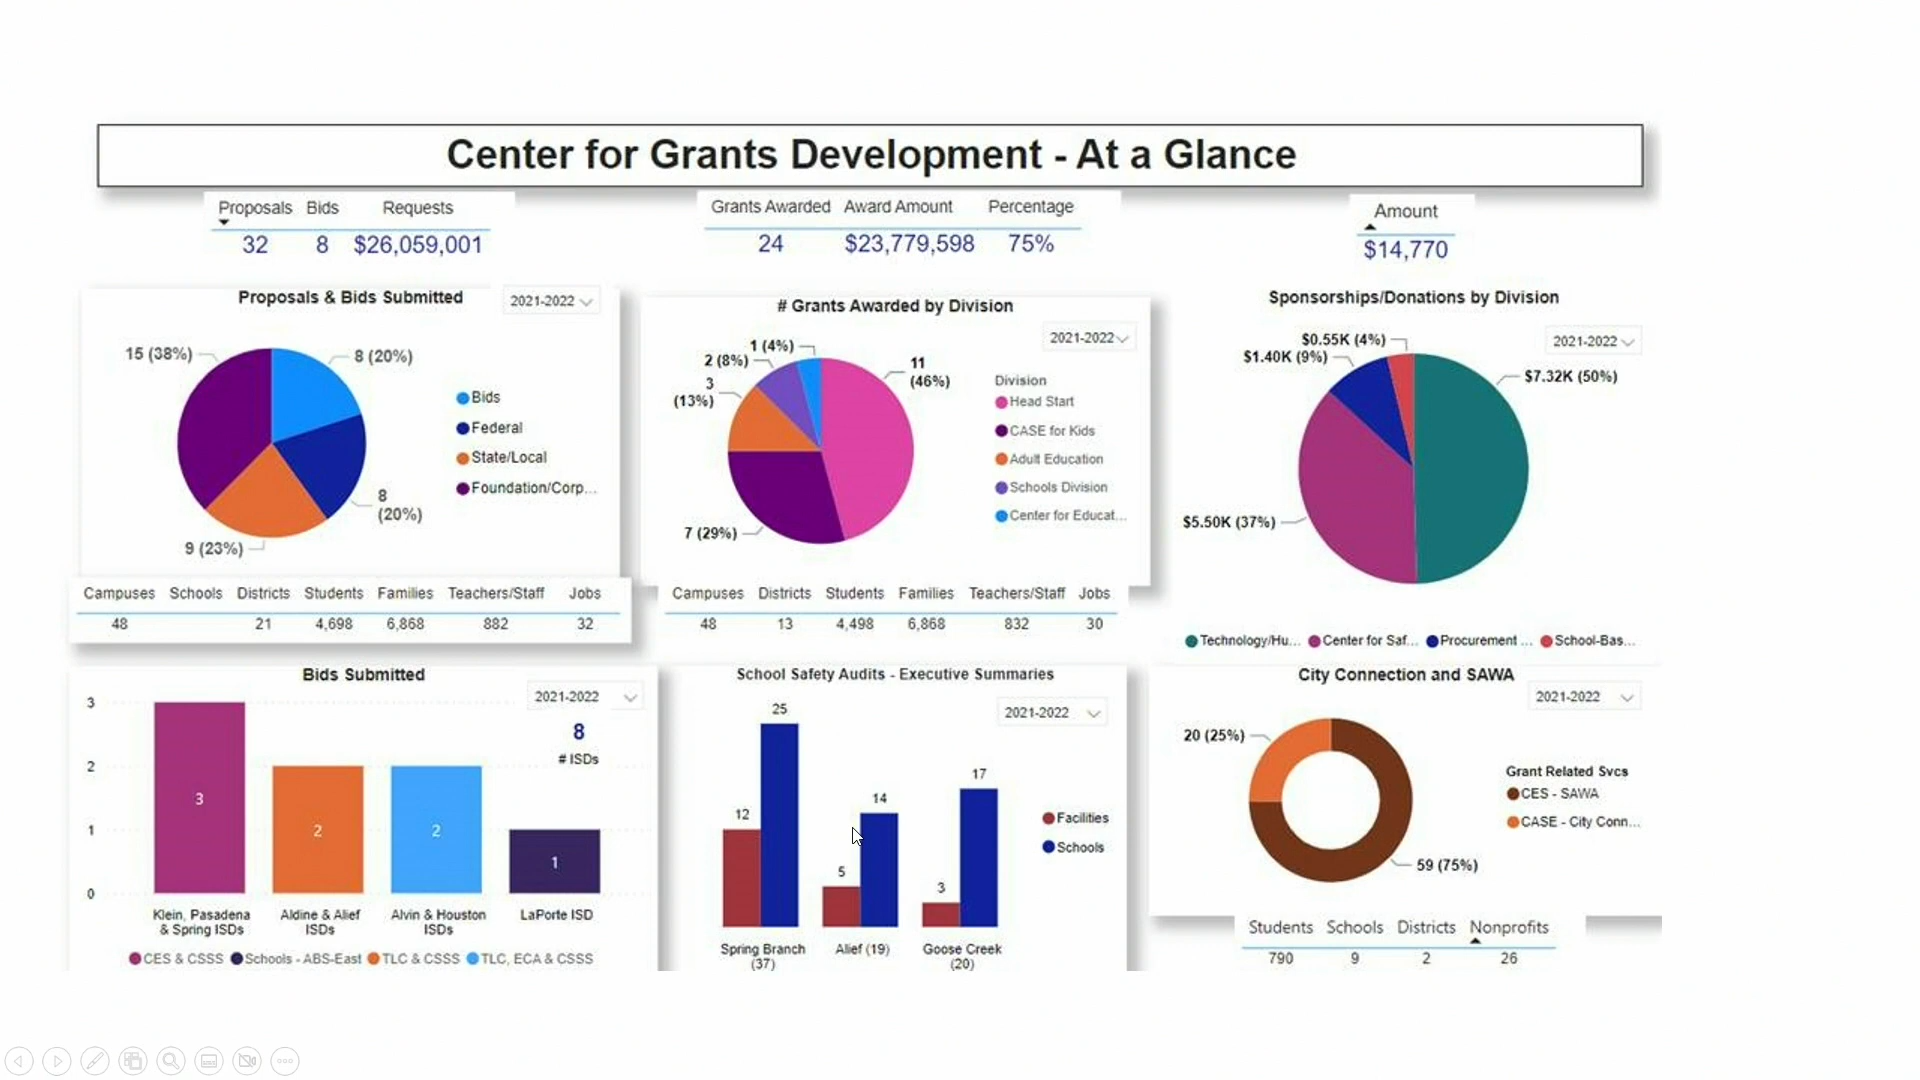 Center for Grants Development - At a Glance
Proposals Bids Requests
32 8 $26,059,001
Grants Awarded Award Amount Percentage
24 $23,779,598 75%
Amount
$14,770
Proposals & Bids Submitted
2021-2022
15 (38%)
8 (20%)
8
(20%)
9 (23%)
Bids
Federal
State/Local
Foundation/Corp...
Campuses Schools Districts Students Families Teachers/Staff Jobs
48 21 4,698 6,868 882 32
# Grants Awarded by Division
2021-2022
1 (4%)
2 (8%)
3
(13%)
11
(46%)
7 (29%)
Division
Head Start
CASE for Kids
Adult Education
Schools Division
Center for Educat...
Campuses Districts Students Families Teachers/Staff Jobs
48 13 4,498 6,868 832 30
Sponsorships/Donations by Division
2021-2022
$0.55K (4%)
$1.40K (9%)
$7.32K (50%)
$5.50K (37%)
Technology/Hu... Center for Saf... Procurement ... School-Bas...
Bids Submitted
2021-2022
8
# ISDs
3
2
1
0
3
2
2
1
Klein, Pasadena
& Spring ISDs
Aldine & Alief
ISDs
Alvin & Houston
ISDs
LaPorte ISD
CES & CSSS Schools - ABS-East TLC & CSSS TLC, ECA & CSSS
School Safety Audits - Executive Summaries
2021-2022
12
25
5
14
3
17
Facilities
Schools
Spring Branch
(37)
Alief (19)
Goose Creek
(20)
City Connection and SAWA
2021-2022
20 (25%)
59 (75%)
Grant Related Svcs
CES - SAWA
CASE - City Conn...
Students Schools Districts Nonprofits
790 9 2 26